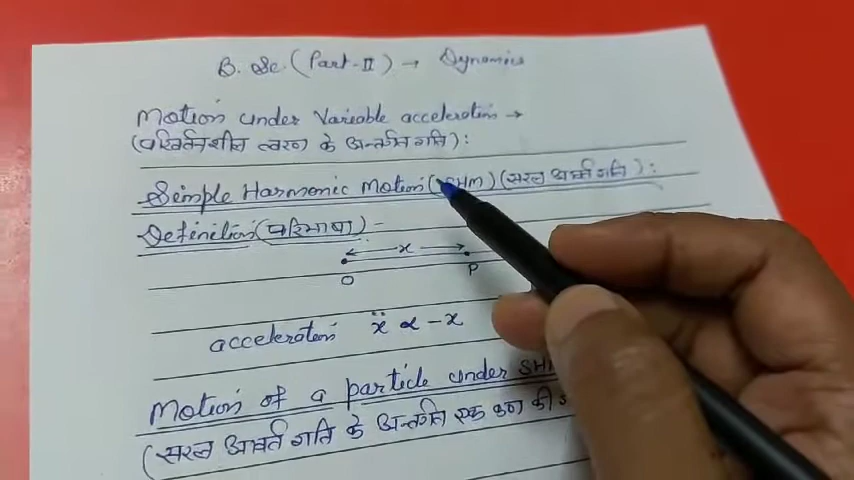 B. Sc. (Part-II) → Dynamics
Motion under Variable acceleration →
(परिवर्तनशील त्वरण के अन्तर्गत गति):
Simple Harmonic Motion (SHM) (सरल आवर्त गति):
Definition (परिभाषा) -
x
O P
acceleration ẍ ∝ -x
Motion of a particle under SH
(सरल आवर्त गति के अन्तर्गत एक कण की